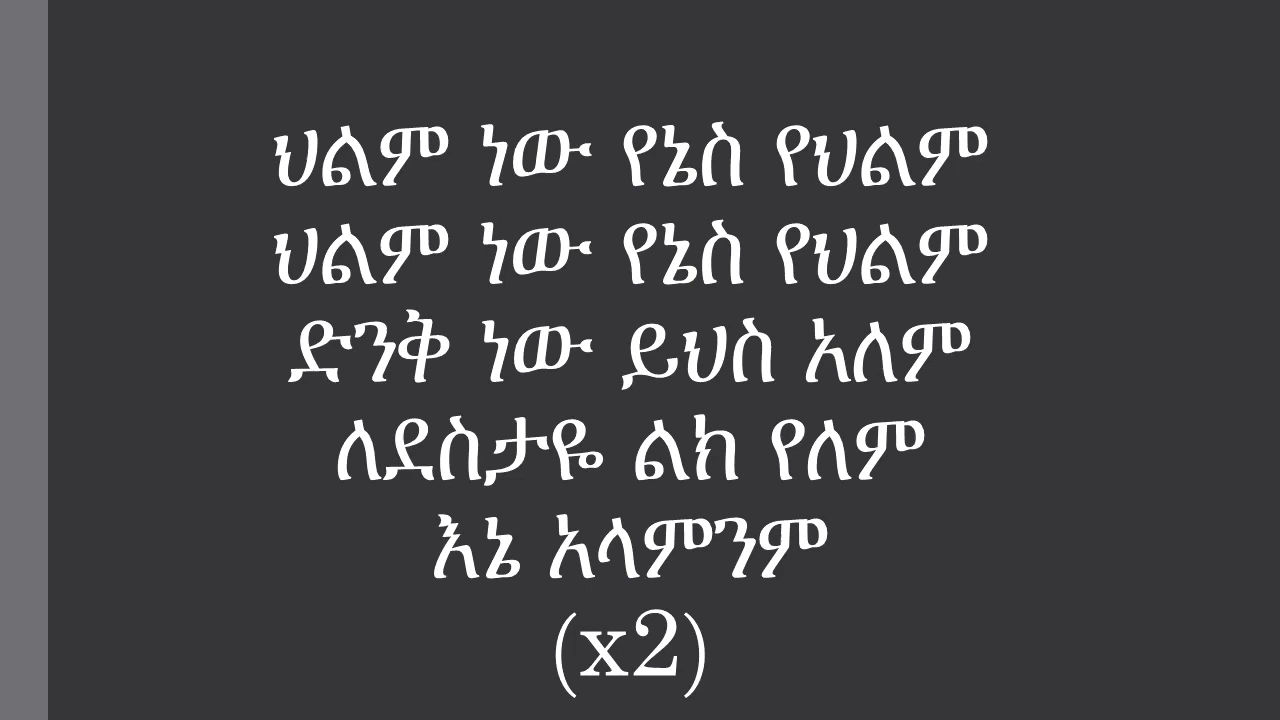 ህልም ነው የኔስ የህልም
ህልም ነው የኔስ የህልም
ድንቅ ነው ይህስ አለም
ለደስታዬ ልክ የለም
እኔ አላምንም
(x2)